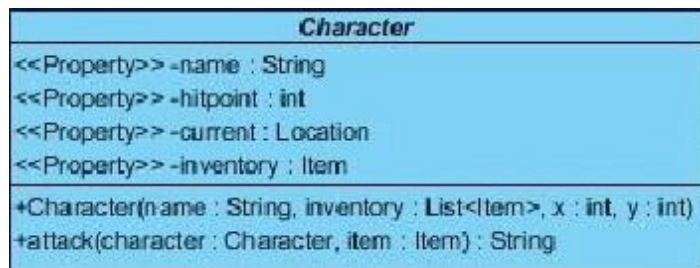 Character
<<Property>> -name : String
<<Property>> -hitpoint : int
<<Property>> -current : Location
<<Property>> -inventory : Item
+Character(name : String, inventory : List<Item>, x : int, y : int)
+attack(character : Character, item : Item) : String